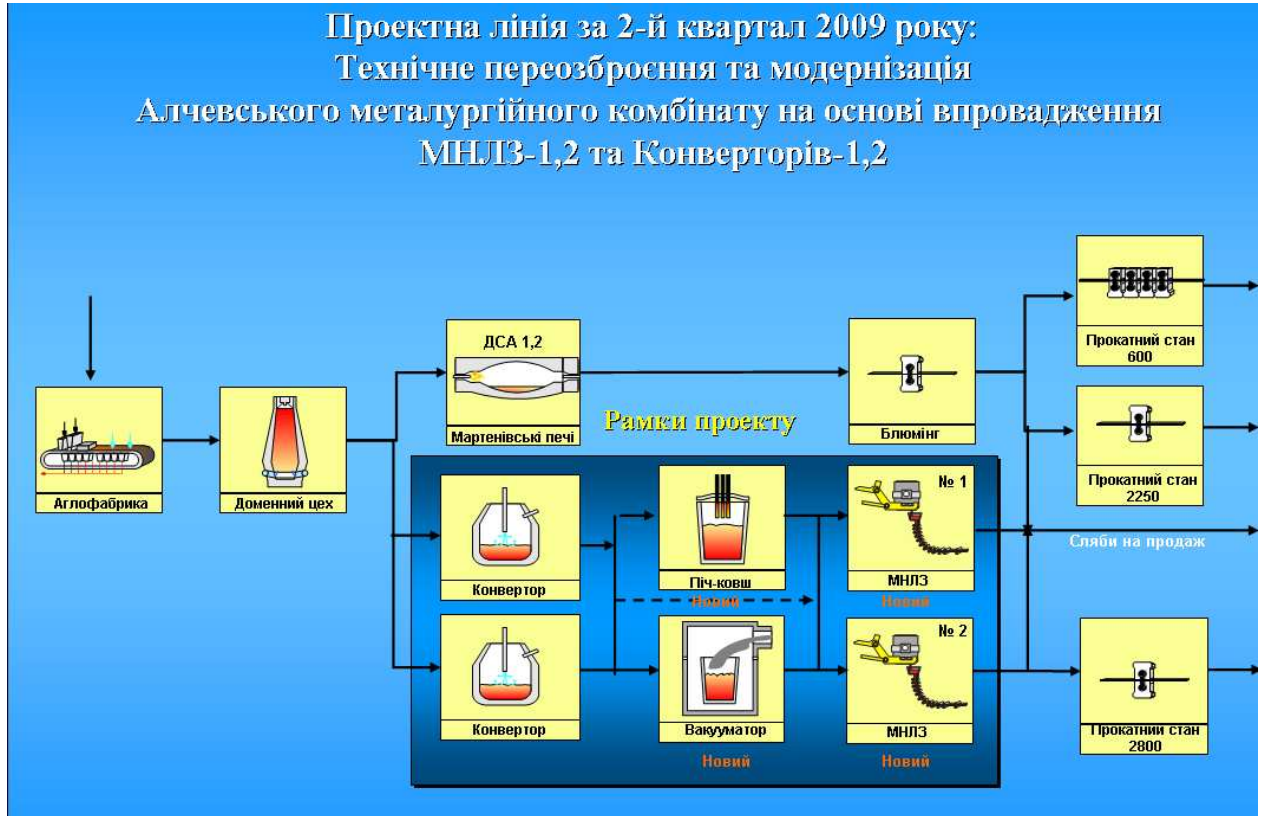 Проектна лінія за 2-й квартал 2009 року:
Технічне переозброєння та модернізація
Алчевського металургійного комбінату на основі впровадження
МНЛЗ-1,2 та Конверторів-1,2
Прокатний стан
600
ДСА 1,2
Мартенівські печі
Рамки проекту
Блюмінг
Прокатний стан
2250
Аглофабрика
Доменний цех
Конвертор
Піч-ковш
Новий
№ 1
МНЛЗ
Новий
Сляби на продаж
Конвертор
Вакууматор
Новий
№ 2
МНЛЗ
Новий
Прокатний стан
2800